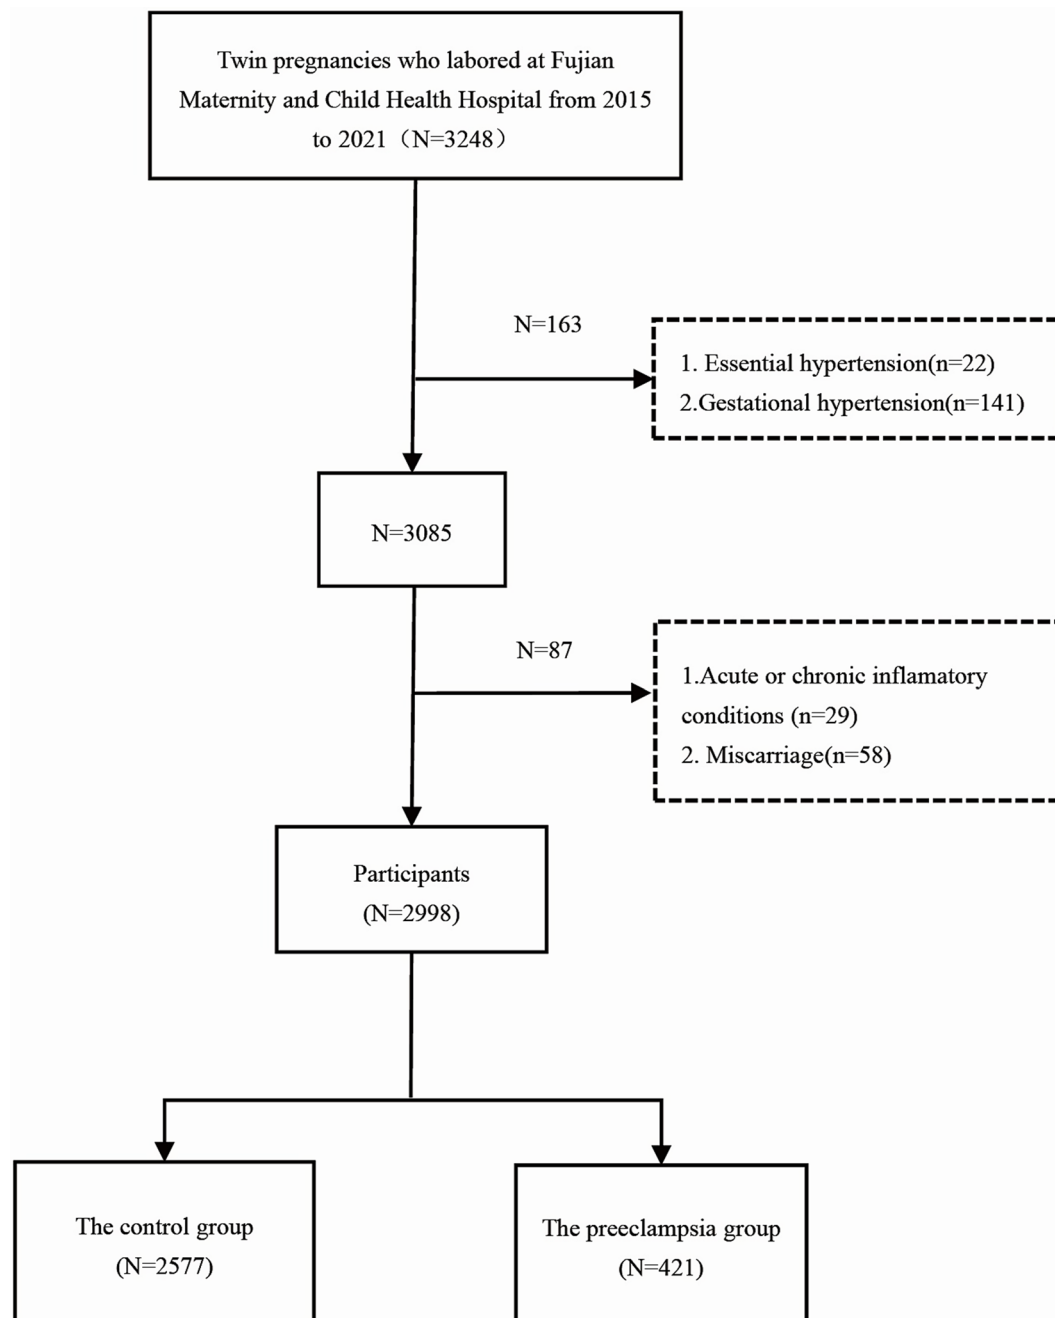 Twin pregnancies who labored at Fujian
Maternity and Child Health Hospital from 2015
to 2021（N=3248）
N=163
1. Essential hypertension(n=22)
2.Gestational hypertension(n=141)
N=3085
N=87
1.Acute or chronic inflamatory
conditions (n=29)
2. Miscarriage(n=58)
Participants
(N=2998)
The control group
(N=2577)
The preeclampsia group
(N=421)